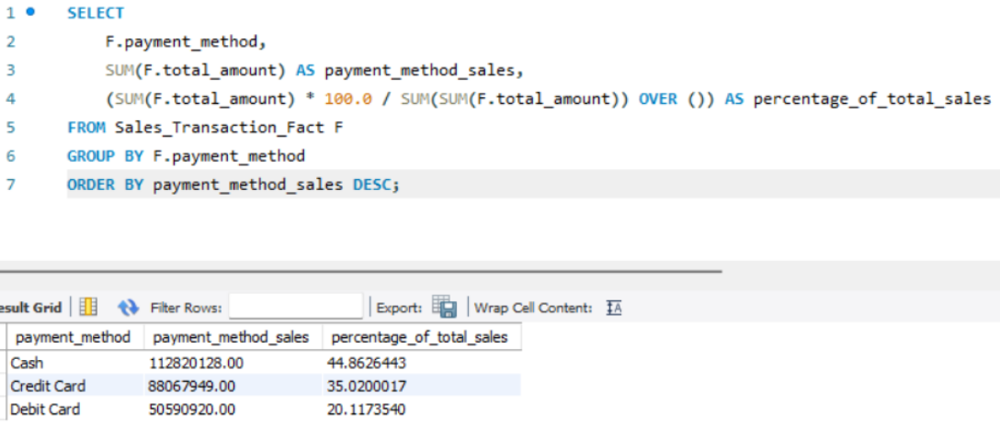 1 SELECT
2 F.payment_method,
3 SUM(F.total_amount) AS payment_method_sales,
4 (SUM(F.total_amount) * 100.0 / SUM(SUM(F.total_amount)) OVER ()) AS percentage_of_total_sales
5 FROM Sales_Transaction_Fact F
6 GROUP BY F.payment_method
7 ORDER BY payment_method_sales DESC;
esult Grid Filter Rows: Export: Wrap Cell Content: IA
payment_method payment_method_sales percentage_of_total_sales
Cash 112820128.00 44.8626443
Credit Card 88067949.00 35.0200017
Debit Card 50590920.00 20.1173540